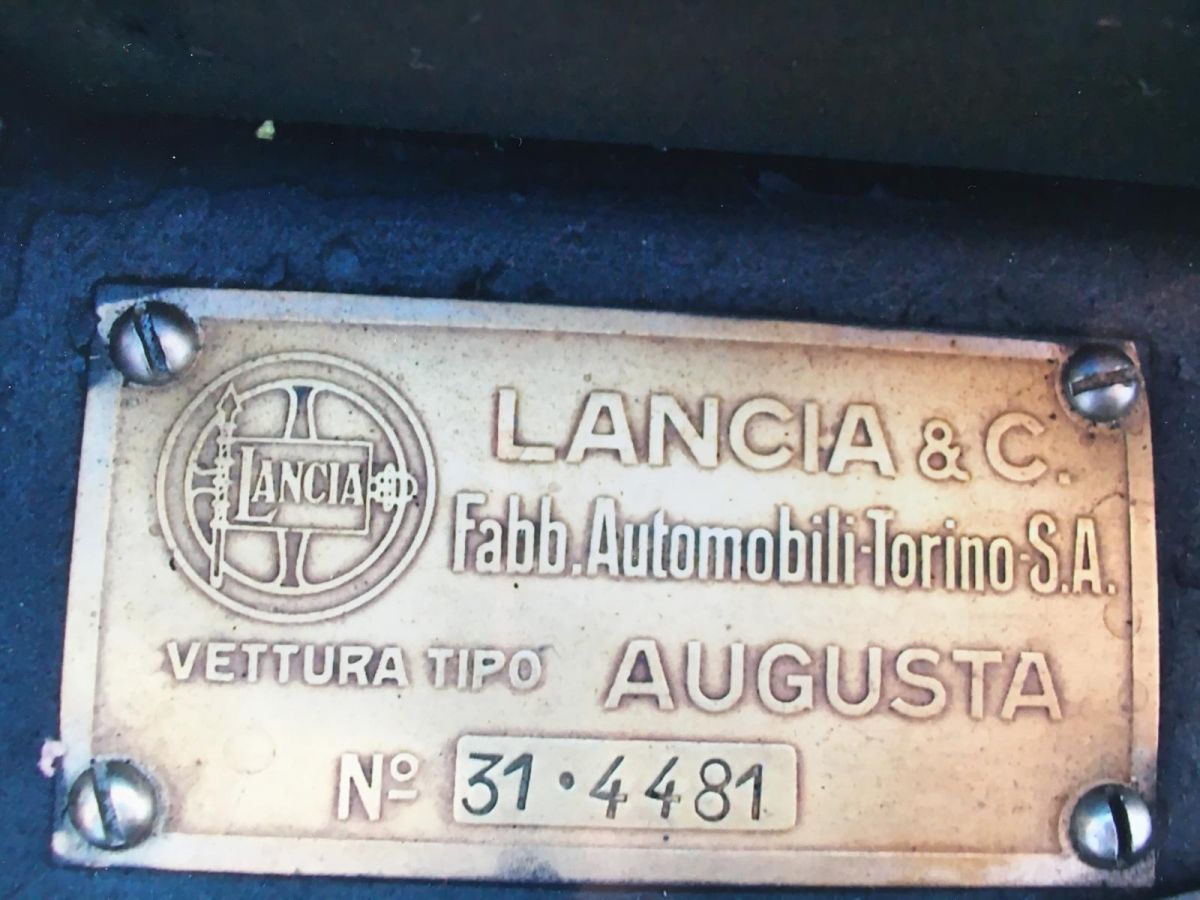 LANCIA
LANCIA & C.
Fabb. Automobili-Torino-S.A.
VETTURA TIPO AUGUSTA
Nº 31·4481